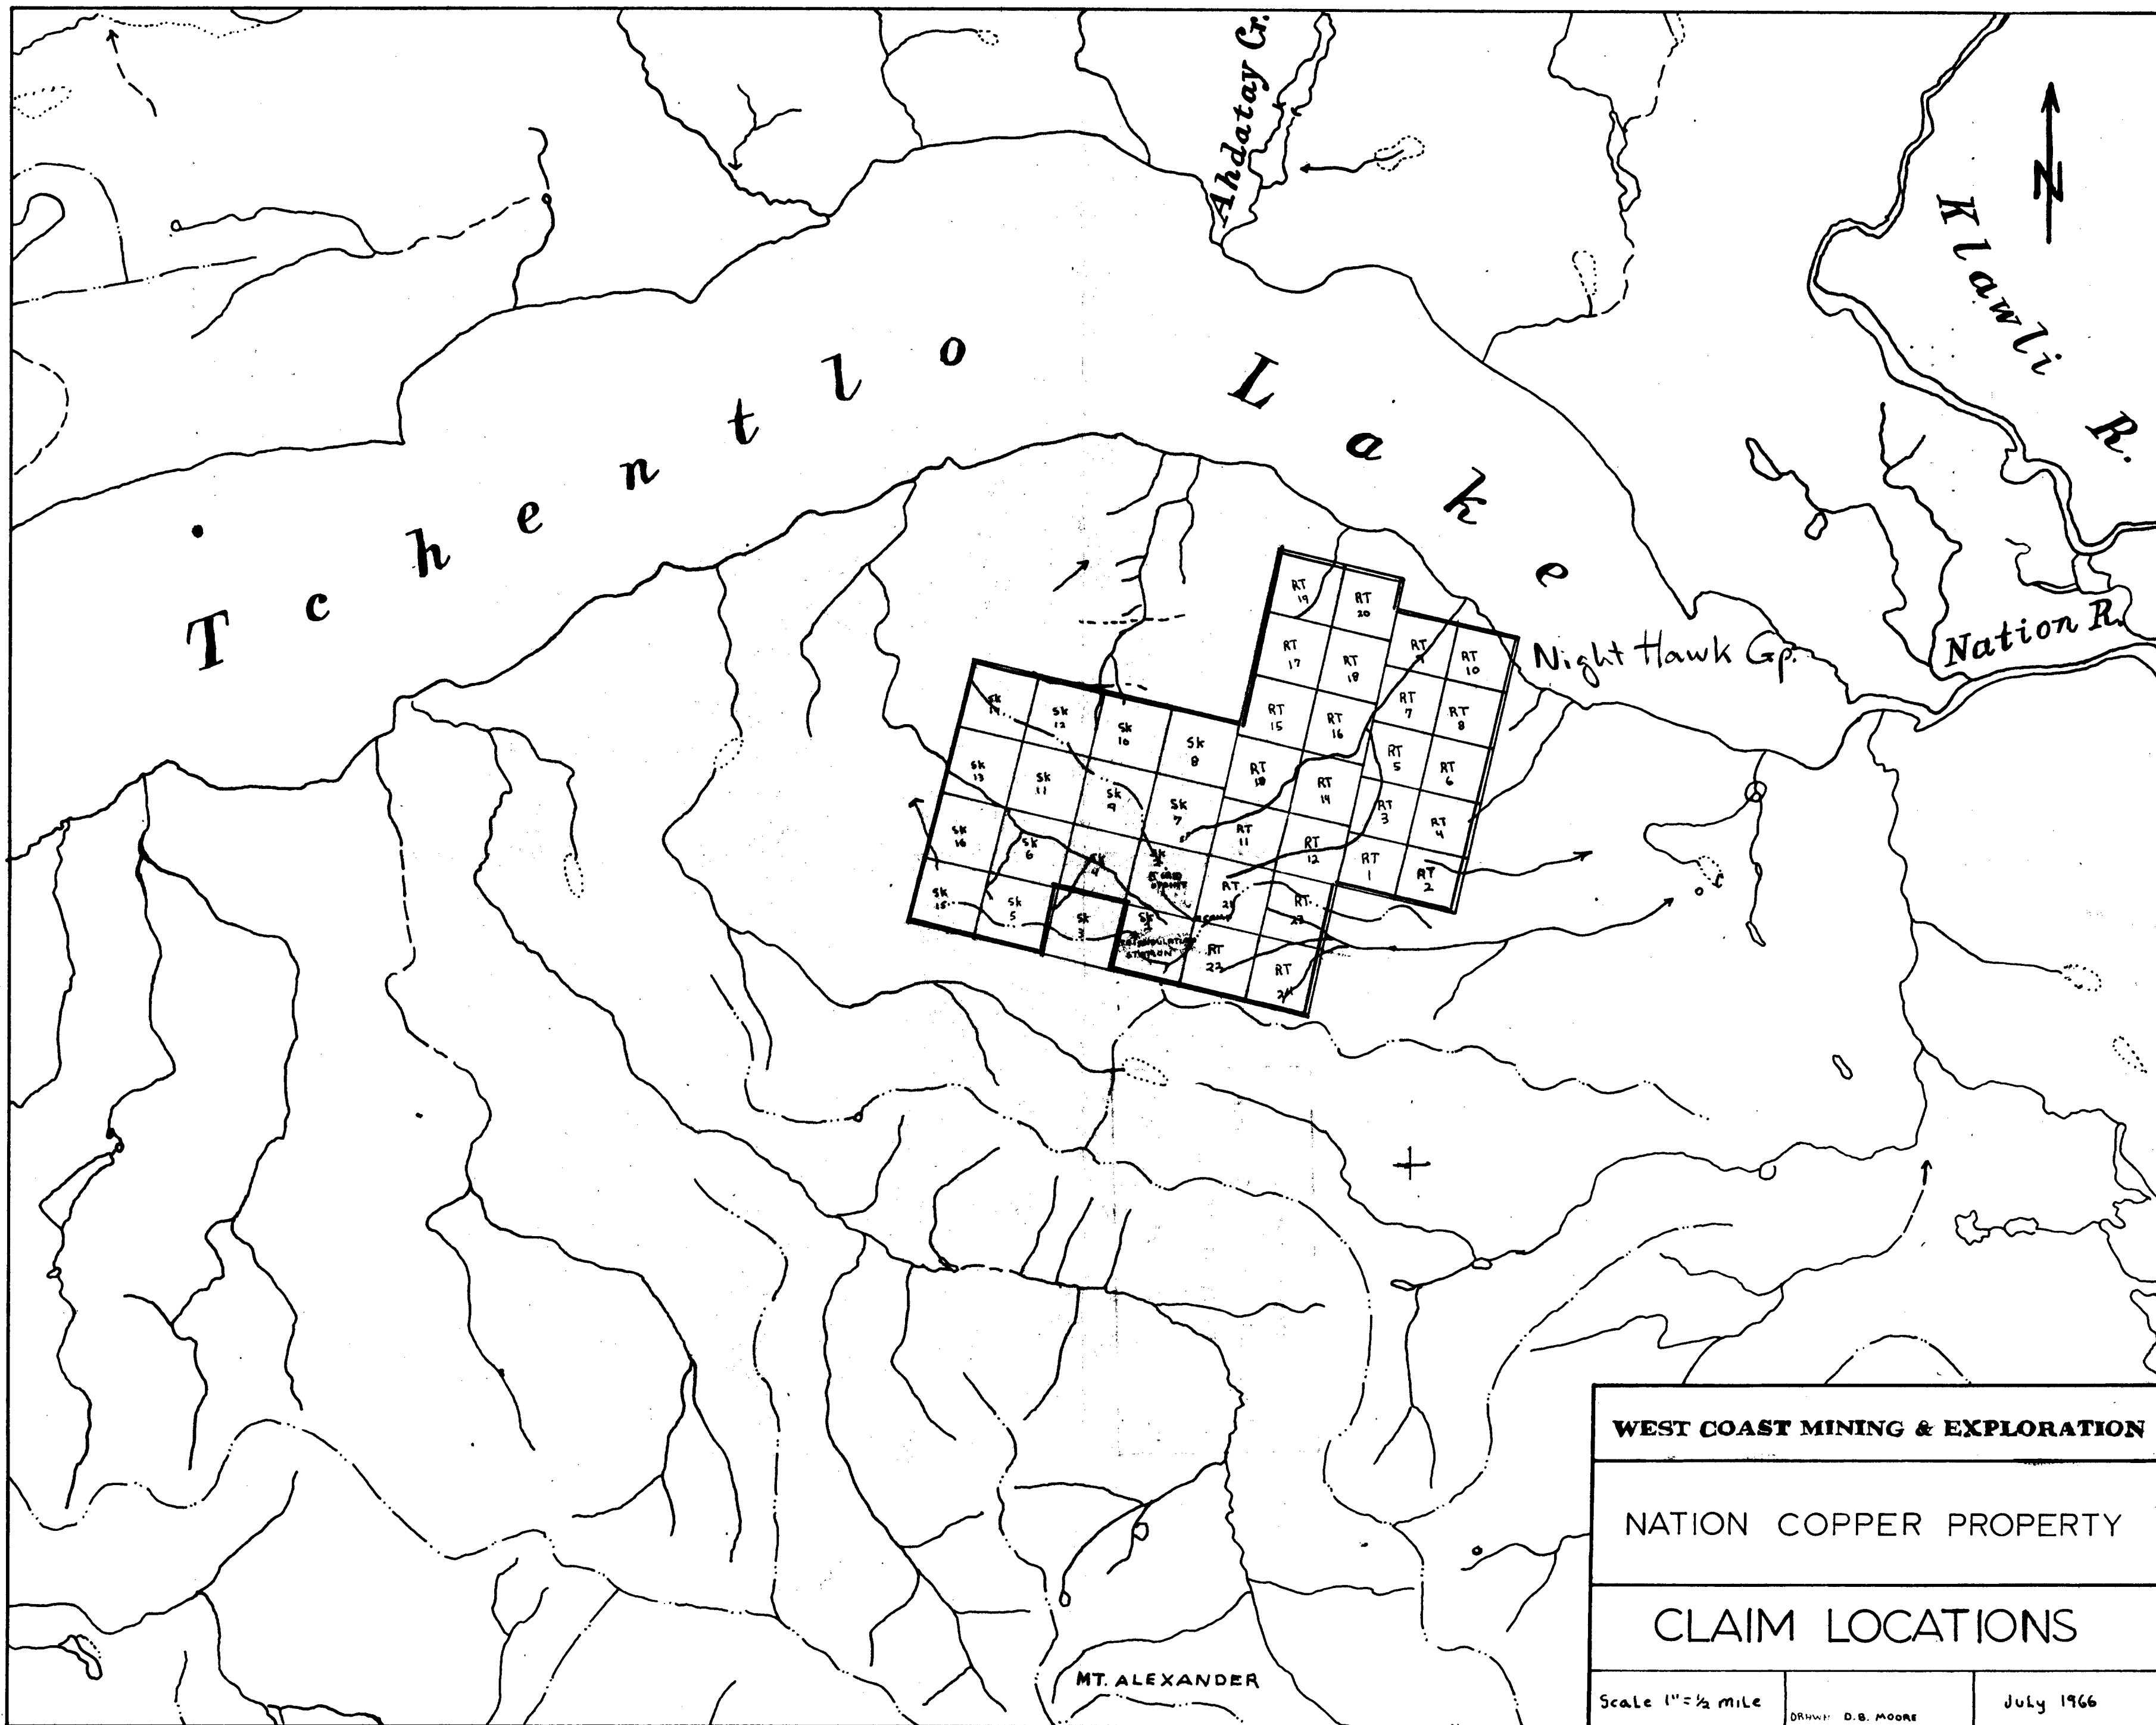 Ahdatay Cr.
Klawli R.
N
Tchentlo Lake
Nation R.
Night Hawk Gp.
RT 19
RT 20
RT 17
RT 18
RT 9
RT 10
RT 15
RT 16
RT 7
RT 8
RT 5
RT 6
RT 14
RT 3
RT 4
RT 11
RT 12
RT 1
RT 2
RT 21
RT 23
RT 22
RT 24
Sk 14
Sk 12
Sk 10
Sk 8
Sk 13
Sk 11
Sk 9
Sk 7
Sk 16
Sk 6
Sk 4
Sk 15
Sk 5
Sk 3
Sk
CAMP
STATION
MT. ALEXANDER
WEST COAST MINING & EXPLORATION
NATION COPPER PROPERTY
CLAIM LOCATIONS
Scale 1" = ½ mile
DRAWN D.B. MOORE
July 1966